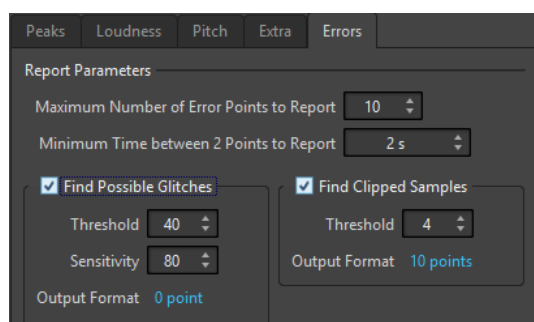 Peaks Loudness Pitch Extra Errors
Report Parameters
Maximum Number of Error Points to Report 10
Minimum Time between 2 Points to Report 2 s
Find Possible Glitches
Threshold 40
Sensitivity 80
Output Format 0 point
Find Clipped Samples
Threshold 4
Output Format 10 points